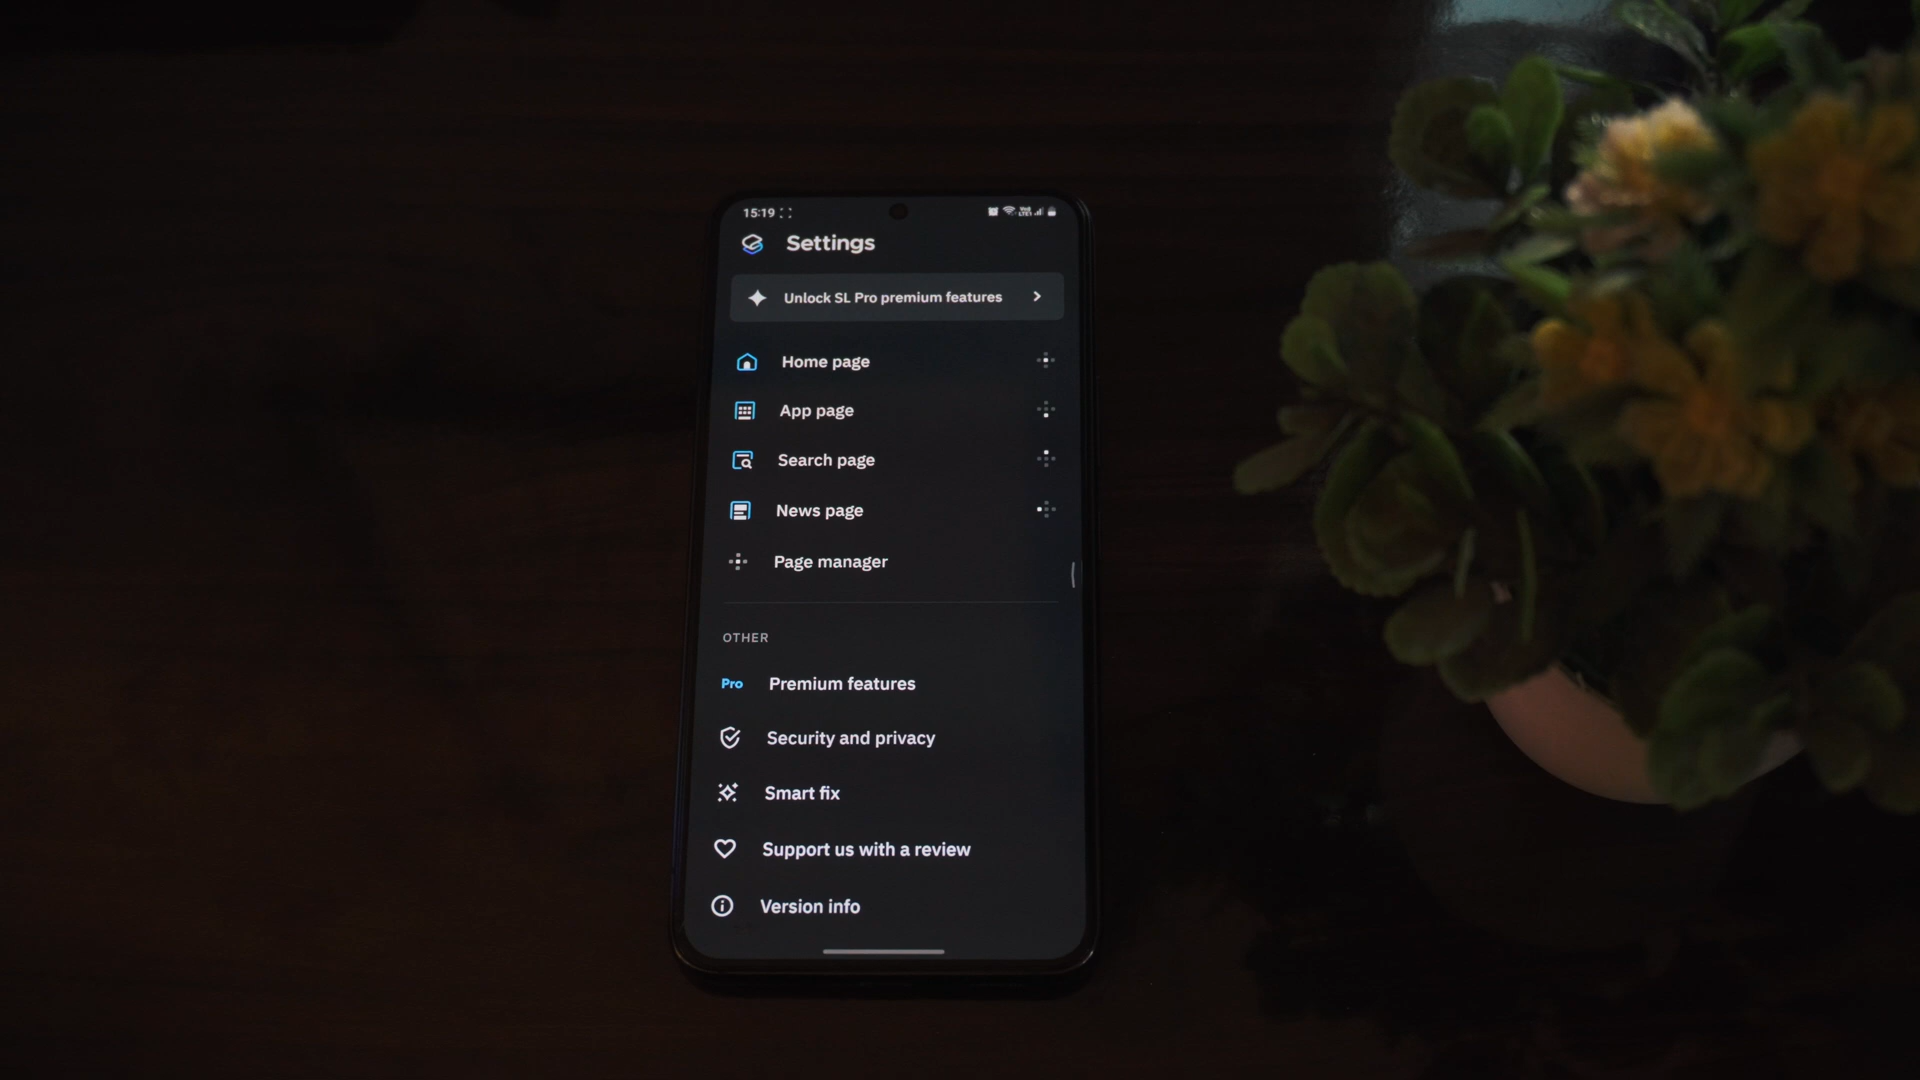 15:19
Settings
Unlock SL Pro premium features
Home page
App page
Search page
News page
Page manager
OTHER
Pro Premium features
Security and privacy
Smart fix
Support us with a review
Version info